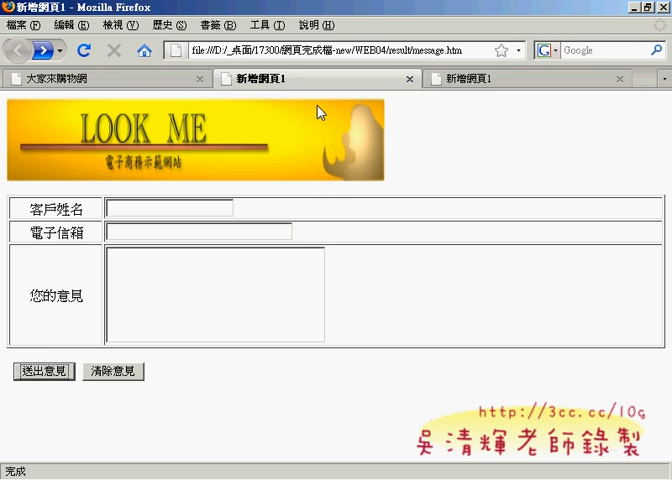 新增網頁1 - Mozilla Firefox
檔案(F) 編輯(E) 檢視(V) 歷史(S) 書籤(B) 工具(T) 說明(H)
file:///D:/_桌面/17300/網頁完成檔-new/WEB04/result/message.htm
Google
大家來購物網 新增網頁1 新增網頁1
LOOK ME
電子商務示範網站
客戶姓名
電子信箱
您的意見
送出意見 清除意見
http://3cc.cc/10g
吳清輝老師錄製
完成